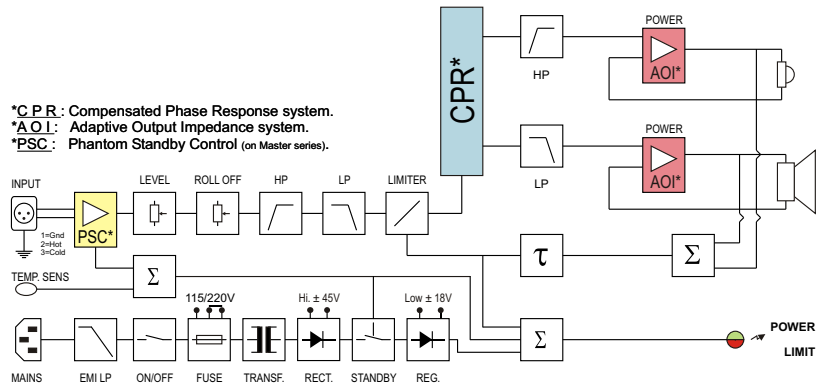 POWER
HP
AOI*
CPR*
*C P R : Compensated Phase Response system.
*A O I : Adaptive Output Impedance system.
*PSC : Phantom Standby Control (on Master series).
POWER
LP
AOI*
INPUT
LEVEL
ROLL OFF
HP
LP
LIMITER
1=Gnd
2=Hot
3=Cold
PSC*
τ
Σ
TEMP. SENS
Σ
115/220V
Hi. ± 45V
Low ± 18V
Σ
POWER
LIMIT
MAINS
EMI LP
ON/OFF
FUSE
TRANSF.
RECT.
STANDBY
REG.